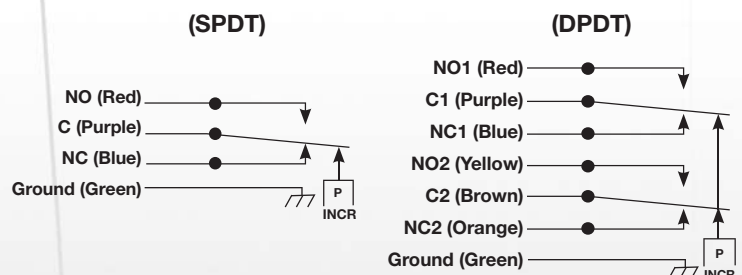 (SPDT)
NO (Red)
C (Purple)
NC (Blue)
Ground (Green)
P
INCR
(DPDT)
NO1 (Red)
C1 (Purple)
NC1 (Blue)
NO2 (Yellow)
C2 (Brown)
NC2 (Orange)
Ground (Green)
P
INCR